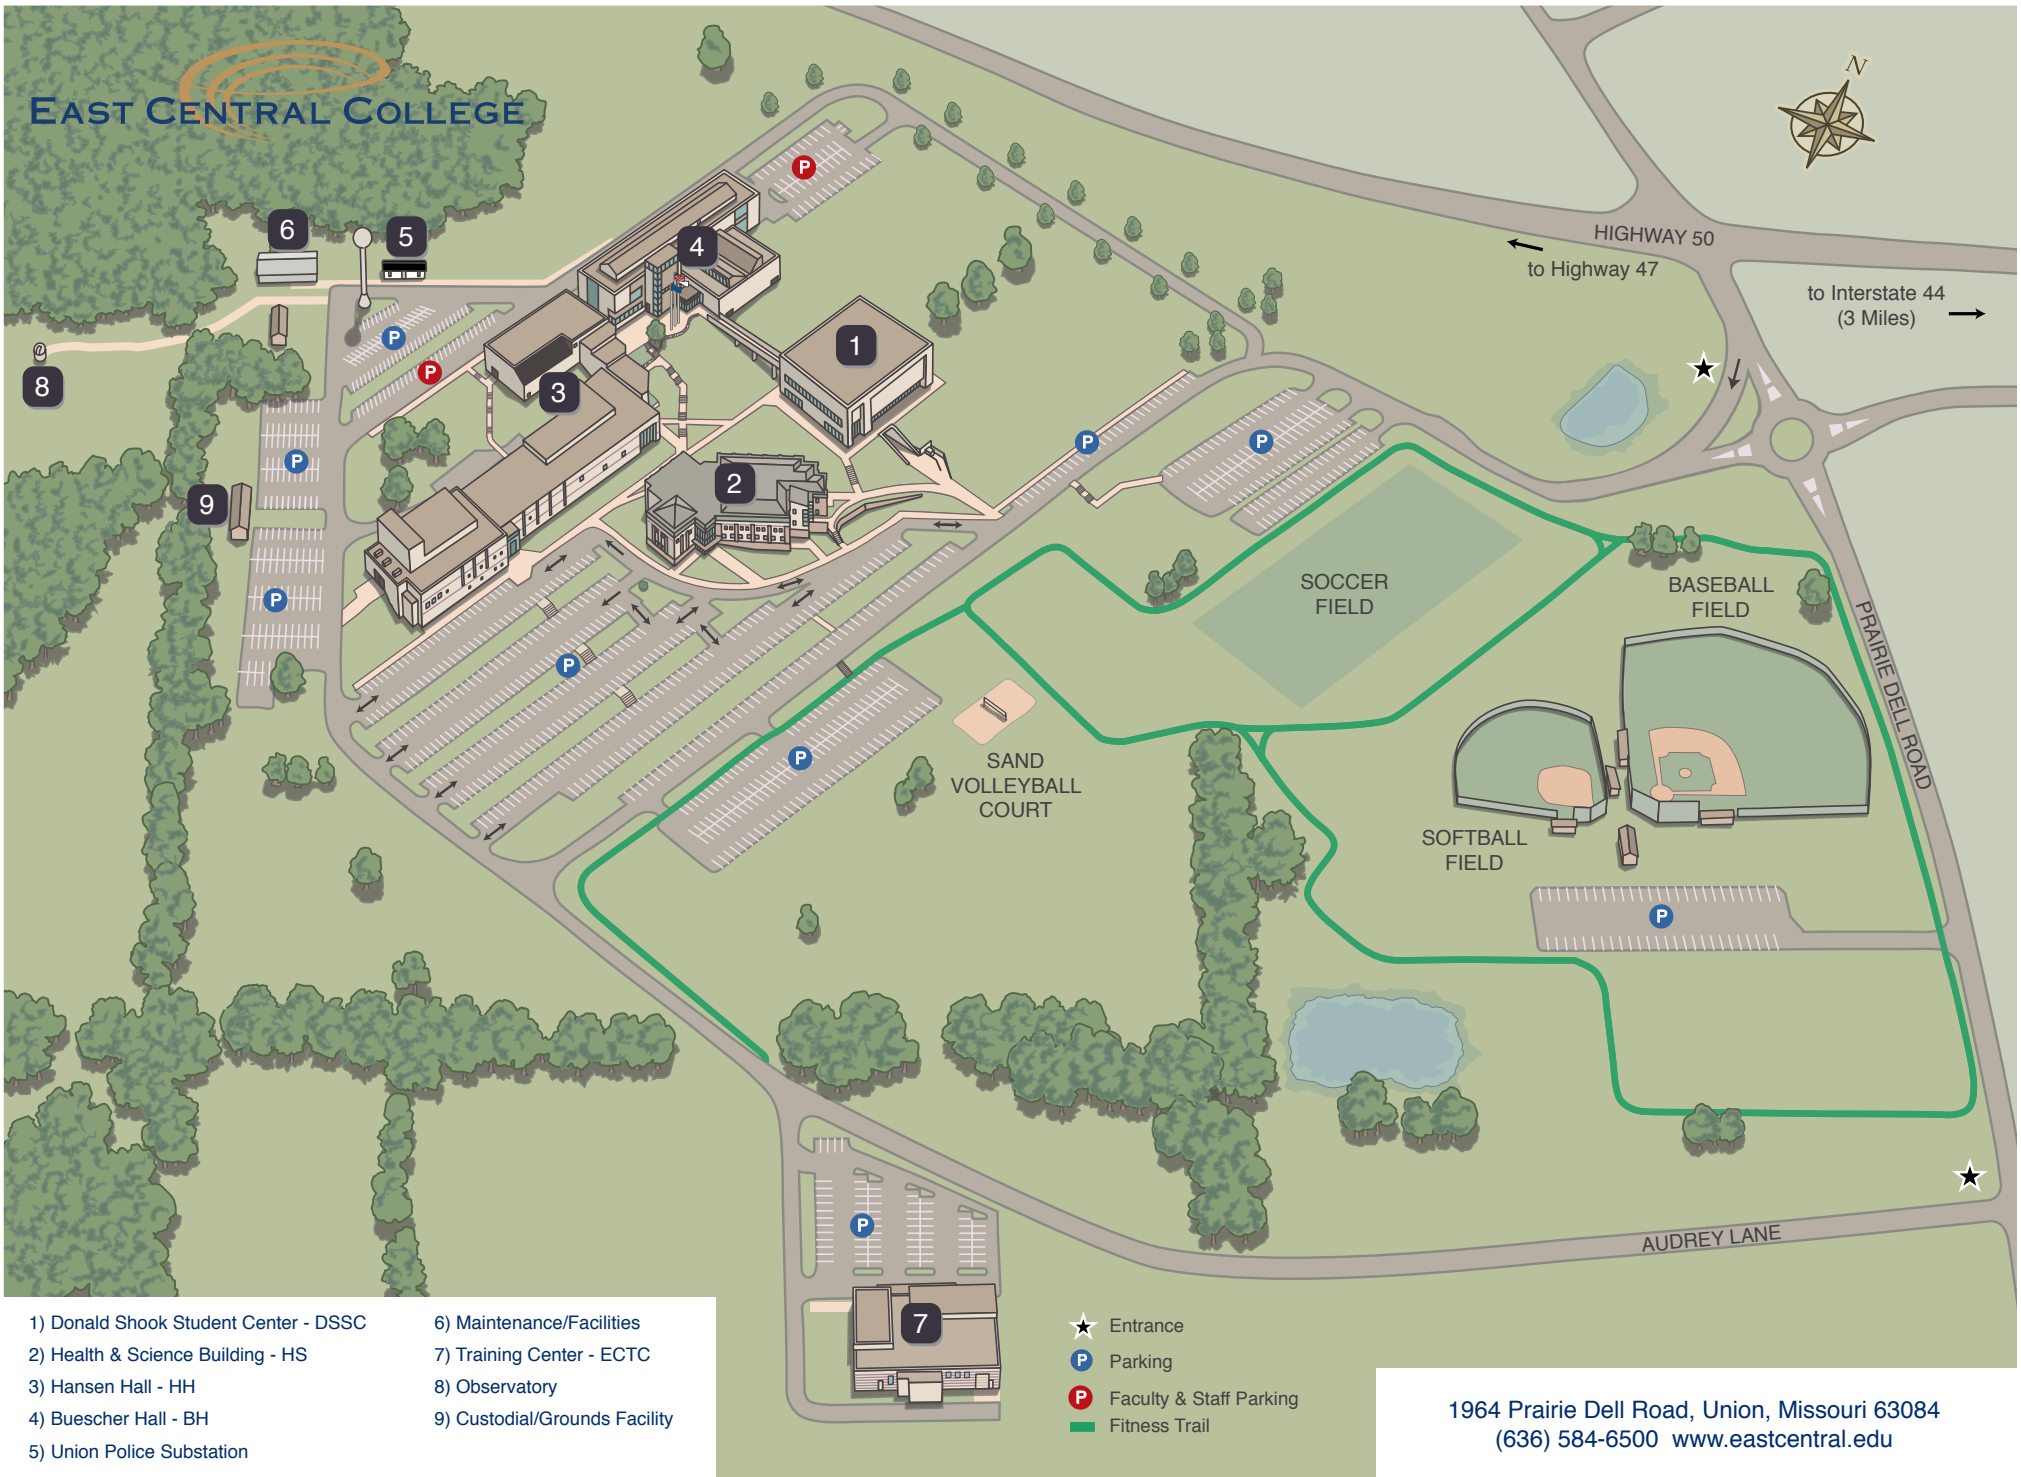 EAST CENTRAL COLLEGE
N
HIGHWAY 50
to Highway 47
to Interstate 44
(3 Miles)
P
6
5
4
1
P
P
8
3
P
P
P
2
9
P
P
SOCCER
FIELD
BASEBALL
FIELD
PRAIRIE DELL ROAD
P
SAND
VOLLEYBALL
COURT
SOFTBALL
FIELD
P
P
AUDREY LANE
7
1) Donald Shook Student Center - DSSC
2) Health & Science Building - HS
3) Hansen Hall - HH
4) Buescher Hall - BH
5) Union Police Substation
6) Maintenance/Facilities
7) Training Center - ECTC
8) Observatory
9) Custodial/Grounds Facility
Entrance
P Parking
P Faculty & Staff Parking
Fitness Trail
1964 Prairie Dell Road, Union, Missouri 63084
(636) 584-6500 www.eastcentral.edu